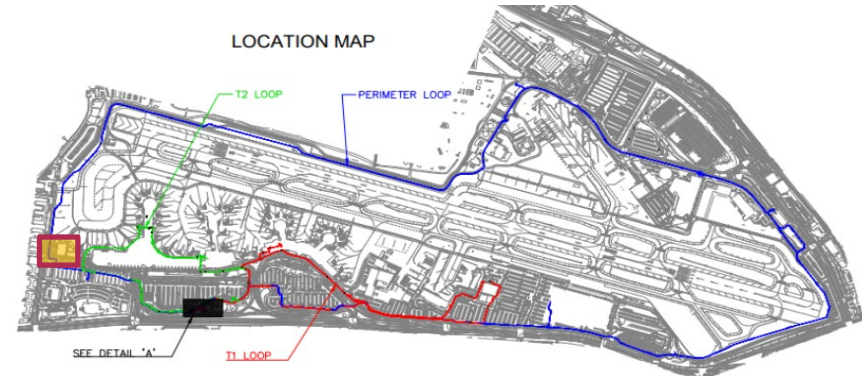 LOCATION MAP
T2 LOOP
PERIMETER LOOP
SEE DETAIL 'A'
T1 LOOP